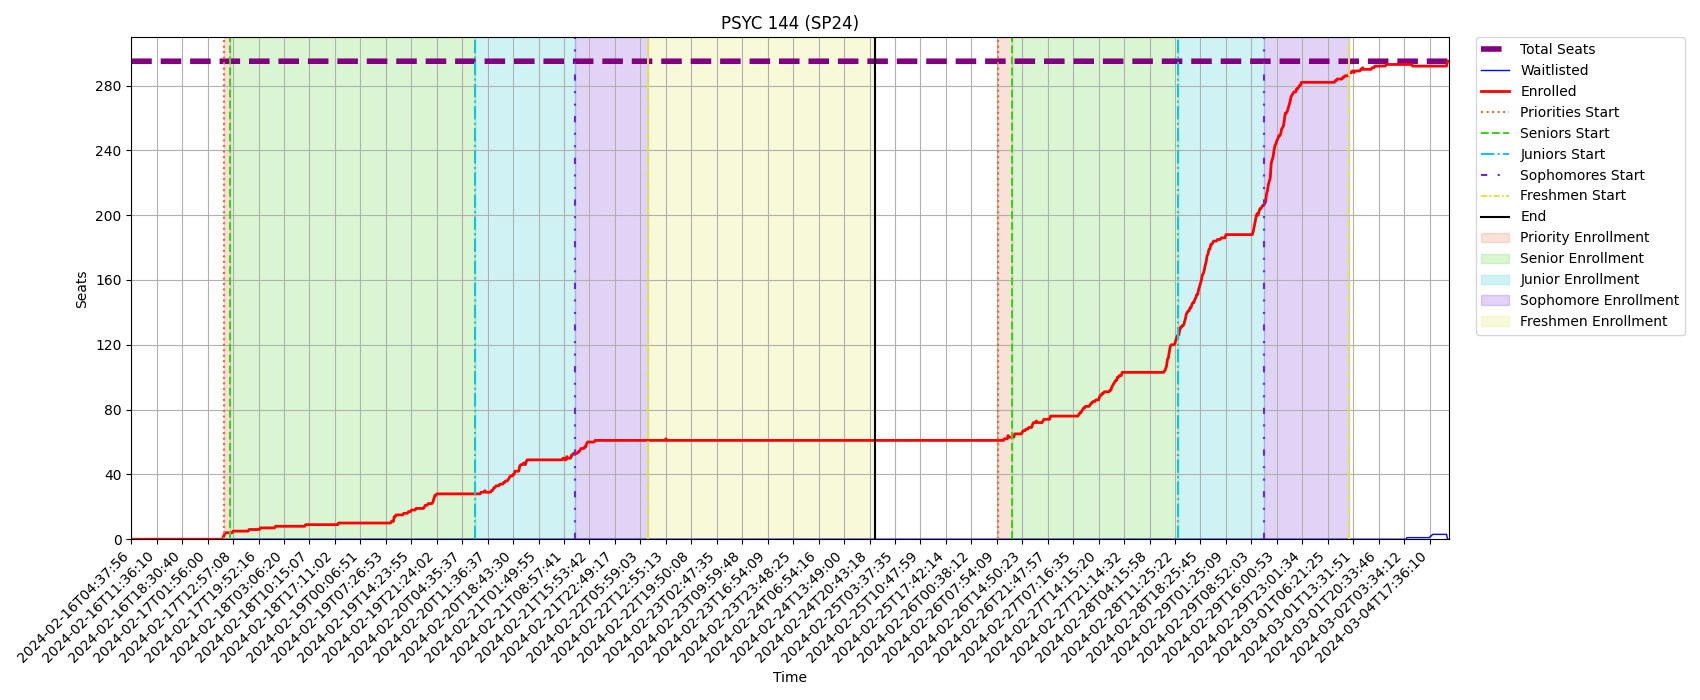 PSYC 144 (SP24)
Seats
280
240
200
160
120
80
40
0
2024-02-16T04:37:56
2024-02-16T11:36:10
2024-02-16T18:30:40
2024-02-17T01:56:00
2024-02-17T12:57:08
2024-02-17T19:52:16
2024-02-18T03:06:20
2024-02-18T10:15:07
2024-02-18T17:11:02
2024-02-19T00:06:51
2024-02-19T07:26:53
2024-02-19T14:23:55
2024-02-19T21:24:02
2024-02-20T04:35:37
2024-02-20T11:36:37
2024-02-20T18:43:30
2024-02-21T01:49:55
2024-02-21T08:57:41
2024-02-21T15:53:42
2024-02-21T22:49:17
2024-02-22T05:59:03
2024-02-22T12:55:13
2024-02-22T19:50:08
2024-02-23T02:47:35
2024-02-23T09:59:48
2024-02-23T16:54:09
2024-02-23T23:48:25
2024-02-24T06:54:16
2024-02-24T13:49:00
2024-02-24T20:43:18
2024-02-25T03:37:35
2024-02-25T10:47:59
2024-02-25T17:42:14
2024-02-26T00:38:12
2024-02-26T07:54:09
2024-02-26T14:50:23
2024-02-26T21:47:57
2024-02-27T07:16:35
2024-02-27T14:15:20
2024-02-27T21:14:32
2024-02-28T04:15:58
2024-02-28T11:25:22
2024-02-28T18:25:45
2024-02-29T01:25:09
2024-02-29T08:52:03
2024-02-29T16:00:53
2024-02-29T23:01:34
2024-03-01T06:21:25
2024-03-01T13:31:51
2024-03-01T20:33:46
2024-03-02T03:34:12
2024-03-04T17:36:10
Time
Total Seats
Waitlisted
Enrolled
Priorities Start
Seniors Start
Juniors Start
Sophomores Start
Freshmen Start
End
Priority Enrollment
Senior Enrollment
Junior Enrollment
Sophomore Enrollment
Freshmen Enrollment